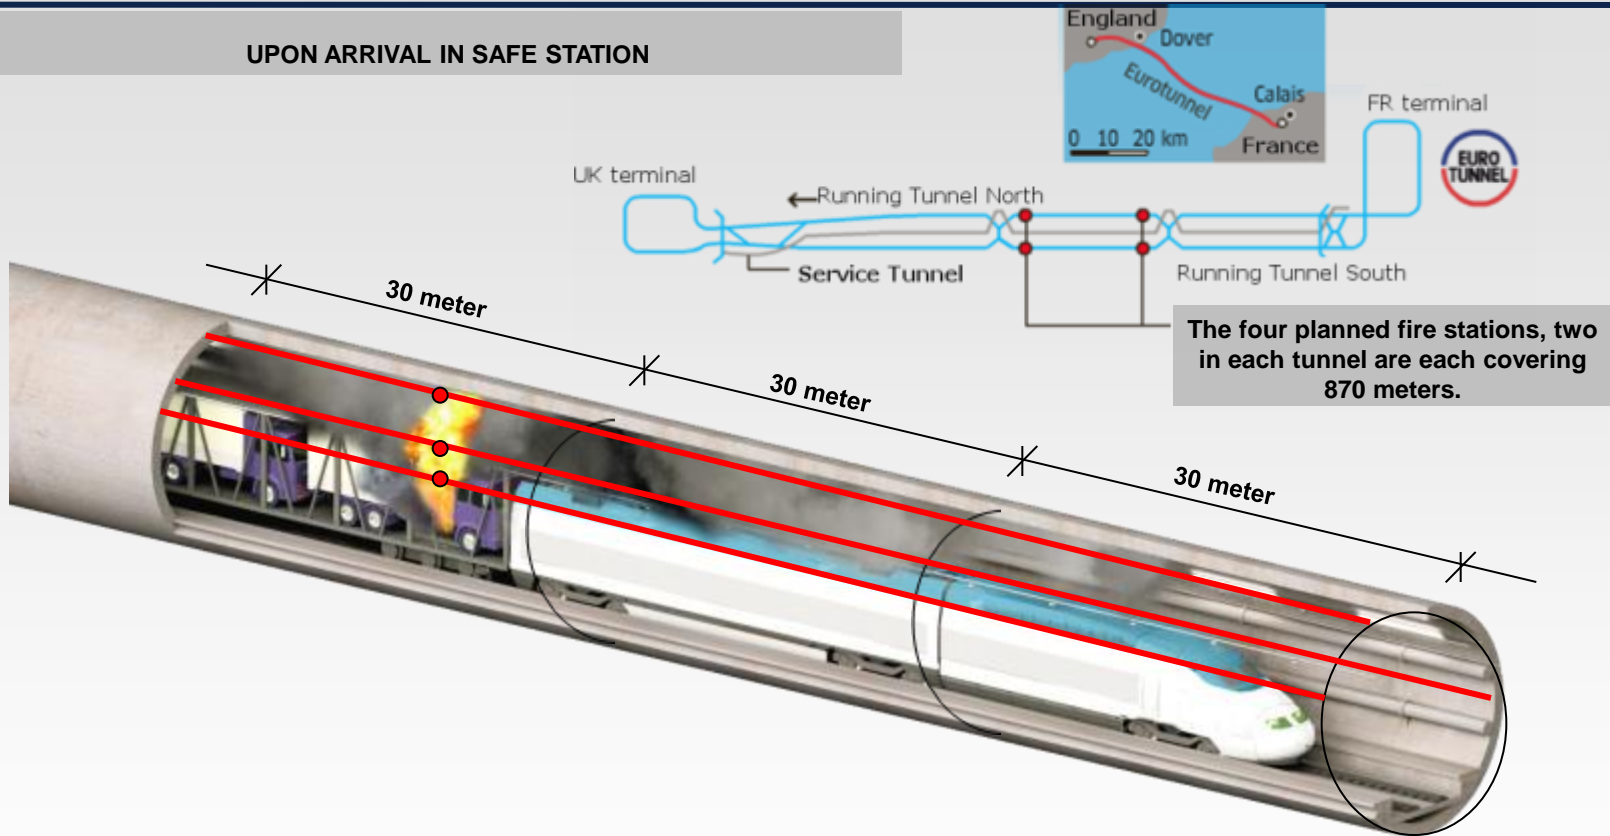 UPON ARRIVAL IN SAFE STATION
England
Dover
Eurotunnel
Calais
0 10 20 km
France
FR terminal
EURO
TUNNEL
UK terminal
Running Tunnel North
Service Tunnel
Running Tunnel South
30 meter
30 meter
30 meter
The four planned fire stations, two
in each tunnel are each covering
870 meters.